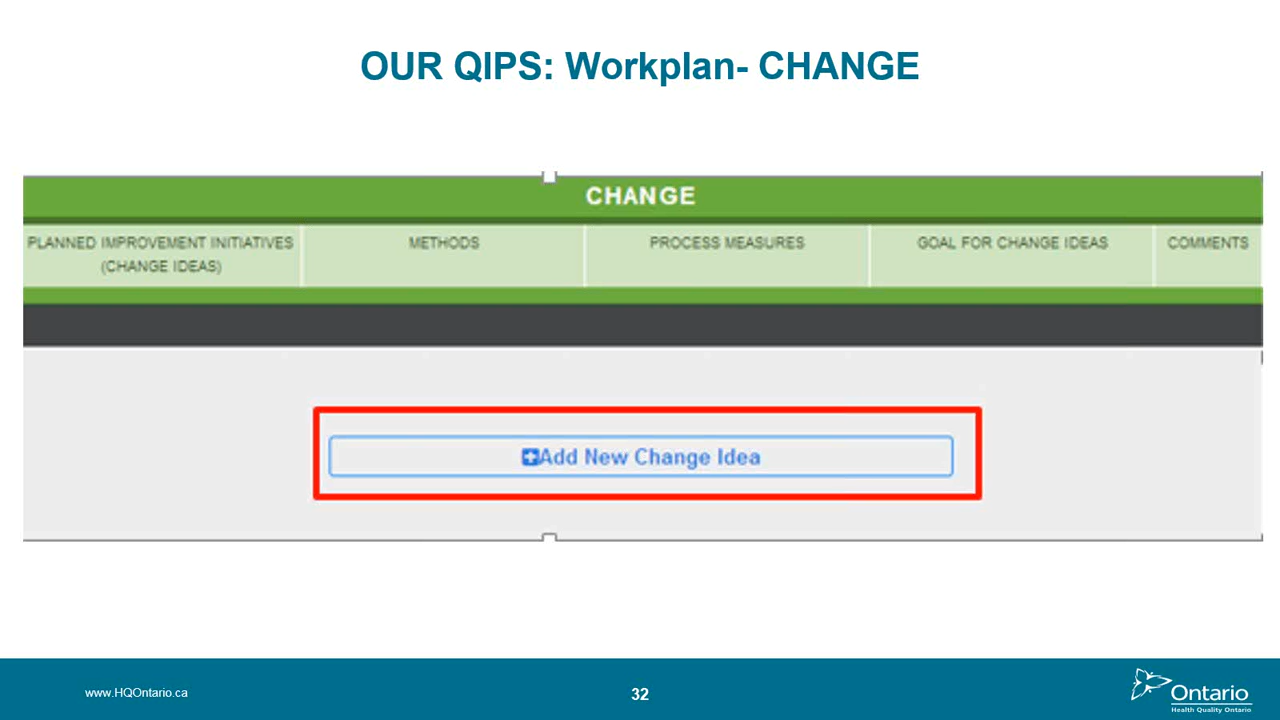 OUR QIPS: Workplan- CHANGE
CHANGE
PLANNED IMPROVEMENT INITIATIVES
(CHANGE IDEAS)
METHODS
PROCESS MEASURES
GOAL FOR CHANGE IDEAS
COMMENTS
Add New Change Idea
www.HQOntario.ca
32
Ontario
Health Quality Ontario